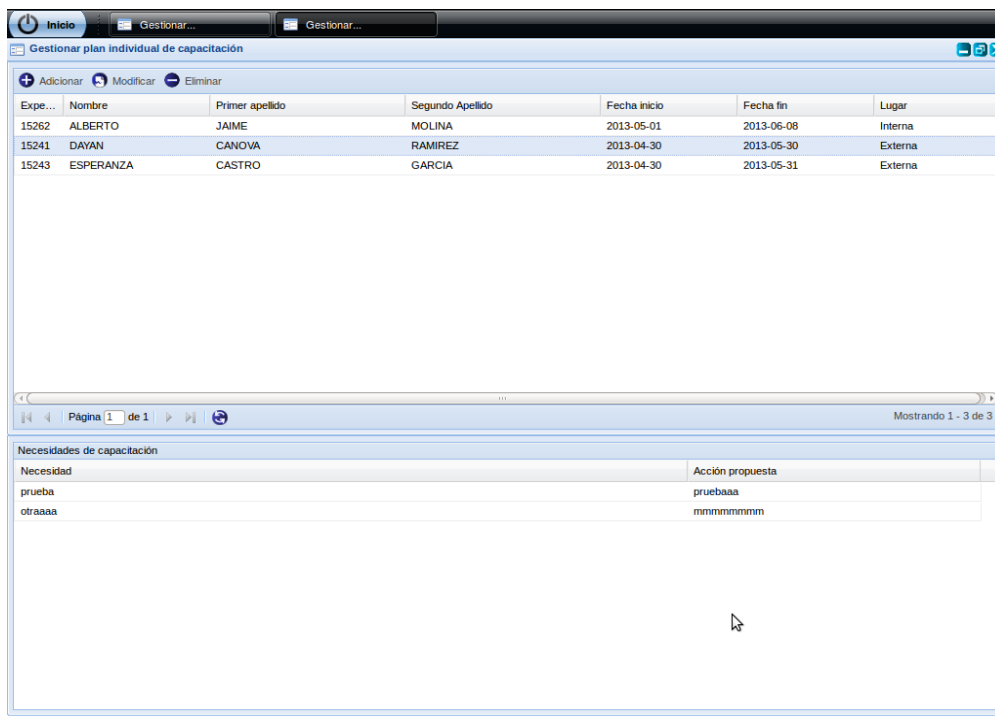 Inicio Gestionar... Gestionar...
Gestionar plan individual de capacitación
Adicionar Modificar Eliminar
Expe... Nombre Primer apellido Segundo Apellido Fecha inicio Fecha fin Lugar
15262 ALBERTO JAIME MOLINA 2013-05-01 2013-06-08 Interna
15241 DAYAN CANOVA RAMIREZ 2013-04-30 2013-05-30 Externa
15243 ESPERANZA CASTRO GARCIA 2013-04-30 2013-05-31 Externa
Página 1 de 1 Mostrando 1 - 3 de 3
Necesidades de capacitación
Necesidad Acción propuesta
prueba pruebaaa
otraaaa mmmmmmmm